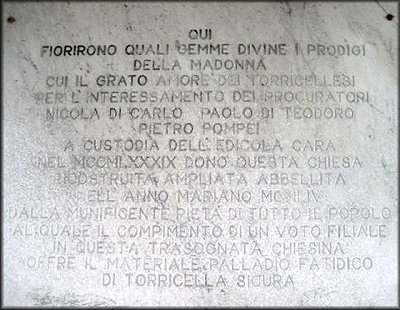 QUI
FIORIRONO QUALI GEMME DIVINE I PRODIGI
DELLA MADONNA
CUI IL GRATO AMORE DEI TORRICELLESI
PER L'INTERESSAMENTO DEI PROCURATORI
NICOLA DI CARLO PAOLO DI TEODORO
PIETRO POMPEI
A CUSTODIA DELL'EDICOLA CARA
NEL MCCMLXXXIX DONO QUESTA CHIESA
RICOSTRUITA AMPLIATA ABBELLITA
NELL'ANNO MARIANO MCMLIV
DALLA MUNIFICENTE PIETA DI TUTTO IL POPOLO
AL QUALE IL COMPIMENTO DI UN VOTO FILIALE
IN QUESTA TRASOGNATA CHIESINA
OFFRE IL MATERIALE PALLADIO FATIDICO
DI TORRICELLA SICURA